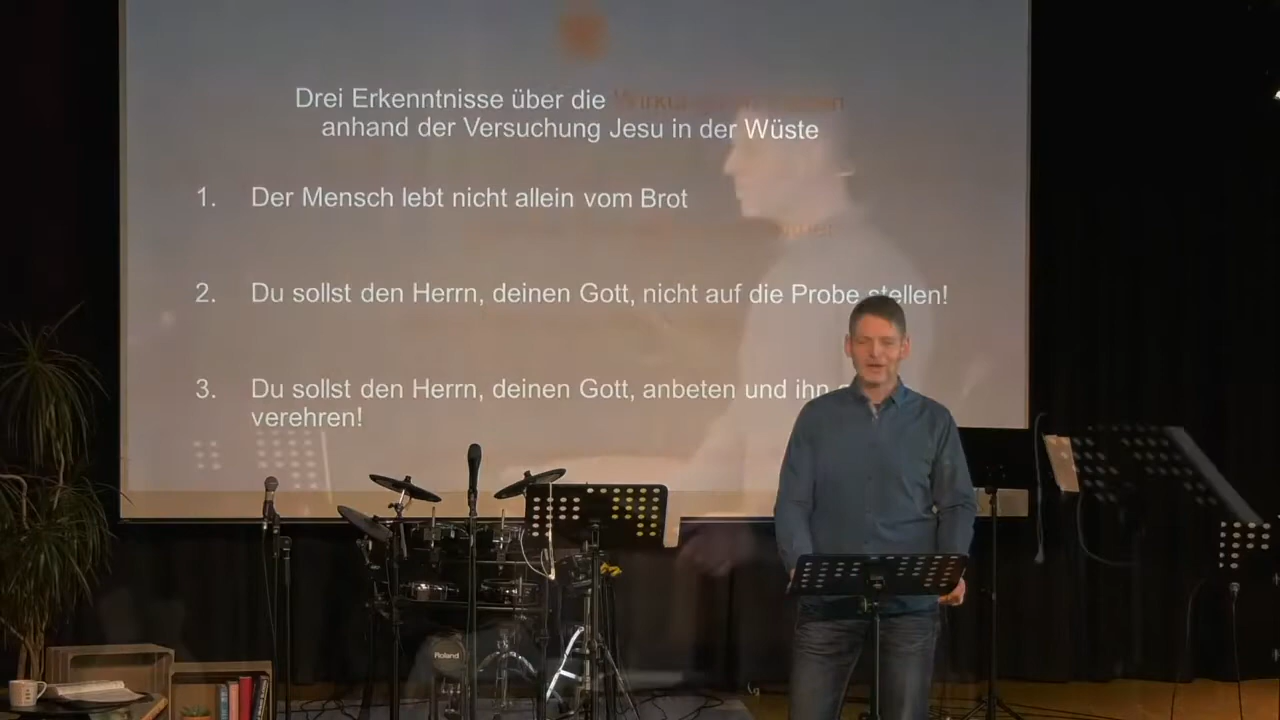 Drei Erkenntnisse über die
anhand der Versuchung Jesu in der Wüste
1. Der Mensch lebt nicht allein vom Brot
2. Du sollst den Herrn, deinen Gott, nicht auf die Probe stellen!
3. Du sollst den Herrn, deinen Gott, anbeten und ihn
verehren!
Roland